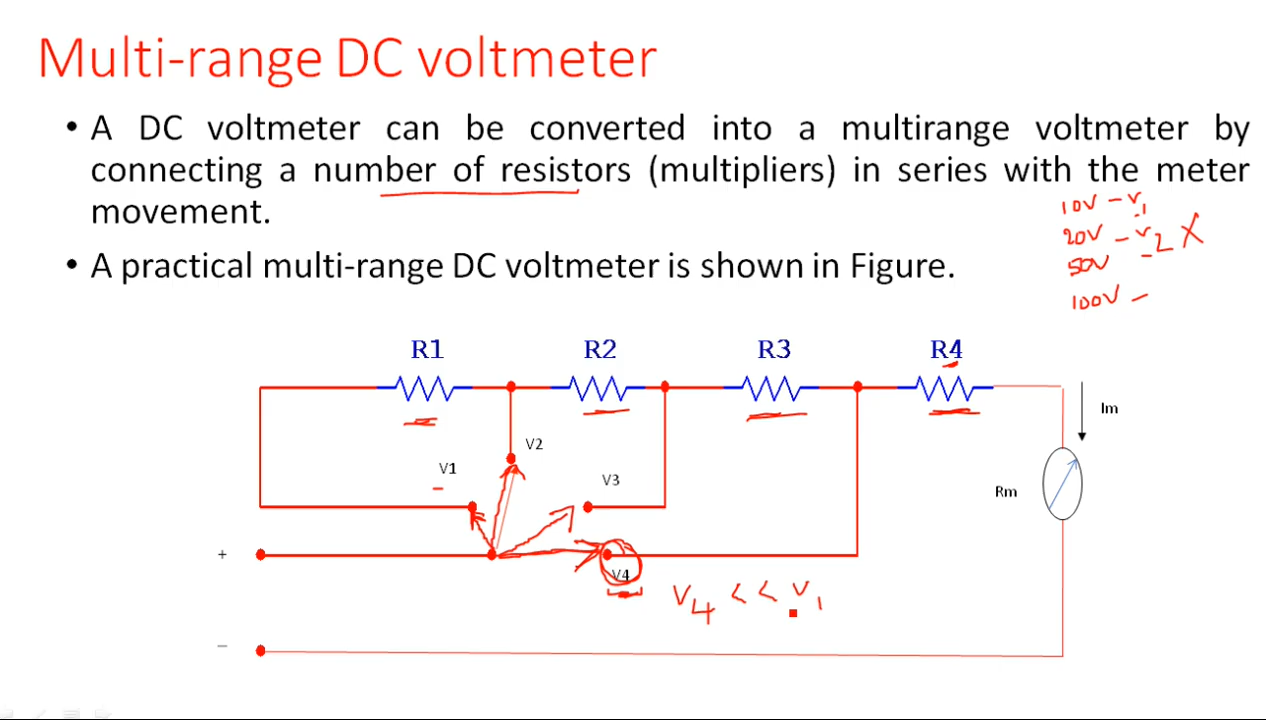 Multi-range DC voltmeter
• A DC voltmeter can be converted into a multirange voltmeter by
connecting a number of resistors (multipliers) in series with the meter
movement.
10V - V1
• A practical multi-range DC voltmeter is shown in Figure.
20V - V2 X
50V -
100V -
R1 R2 R3 R4
Im
V2
V1
V3
Rm
+
V4
V4 < < V1
-